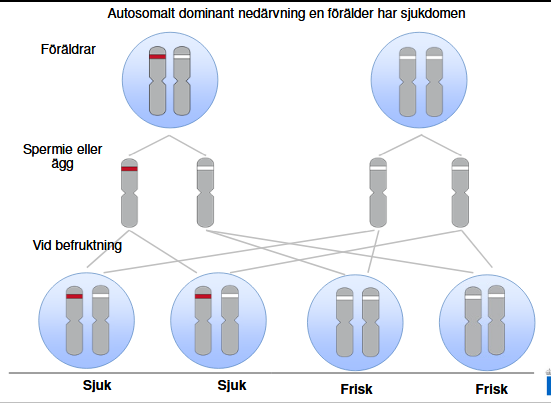 Autosomalt dominant nedärvning en förälder har sjukdomen
Föräldrar
Spermie eller
ägg
Vid befruktning
Sjuk
Sjuk
Frisk
Frisk